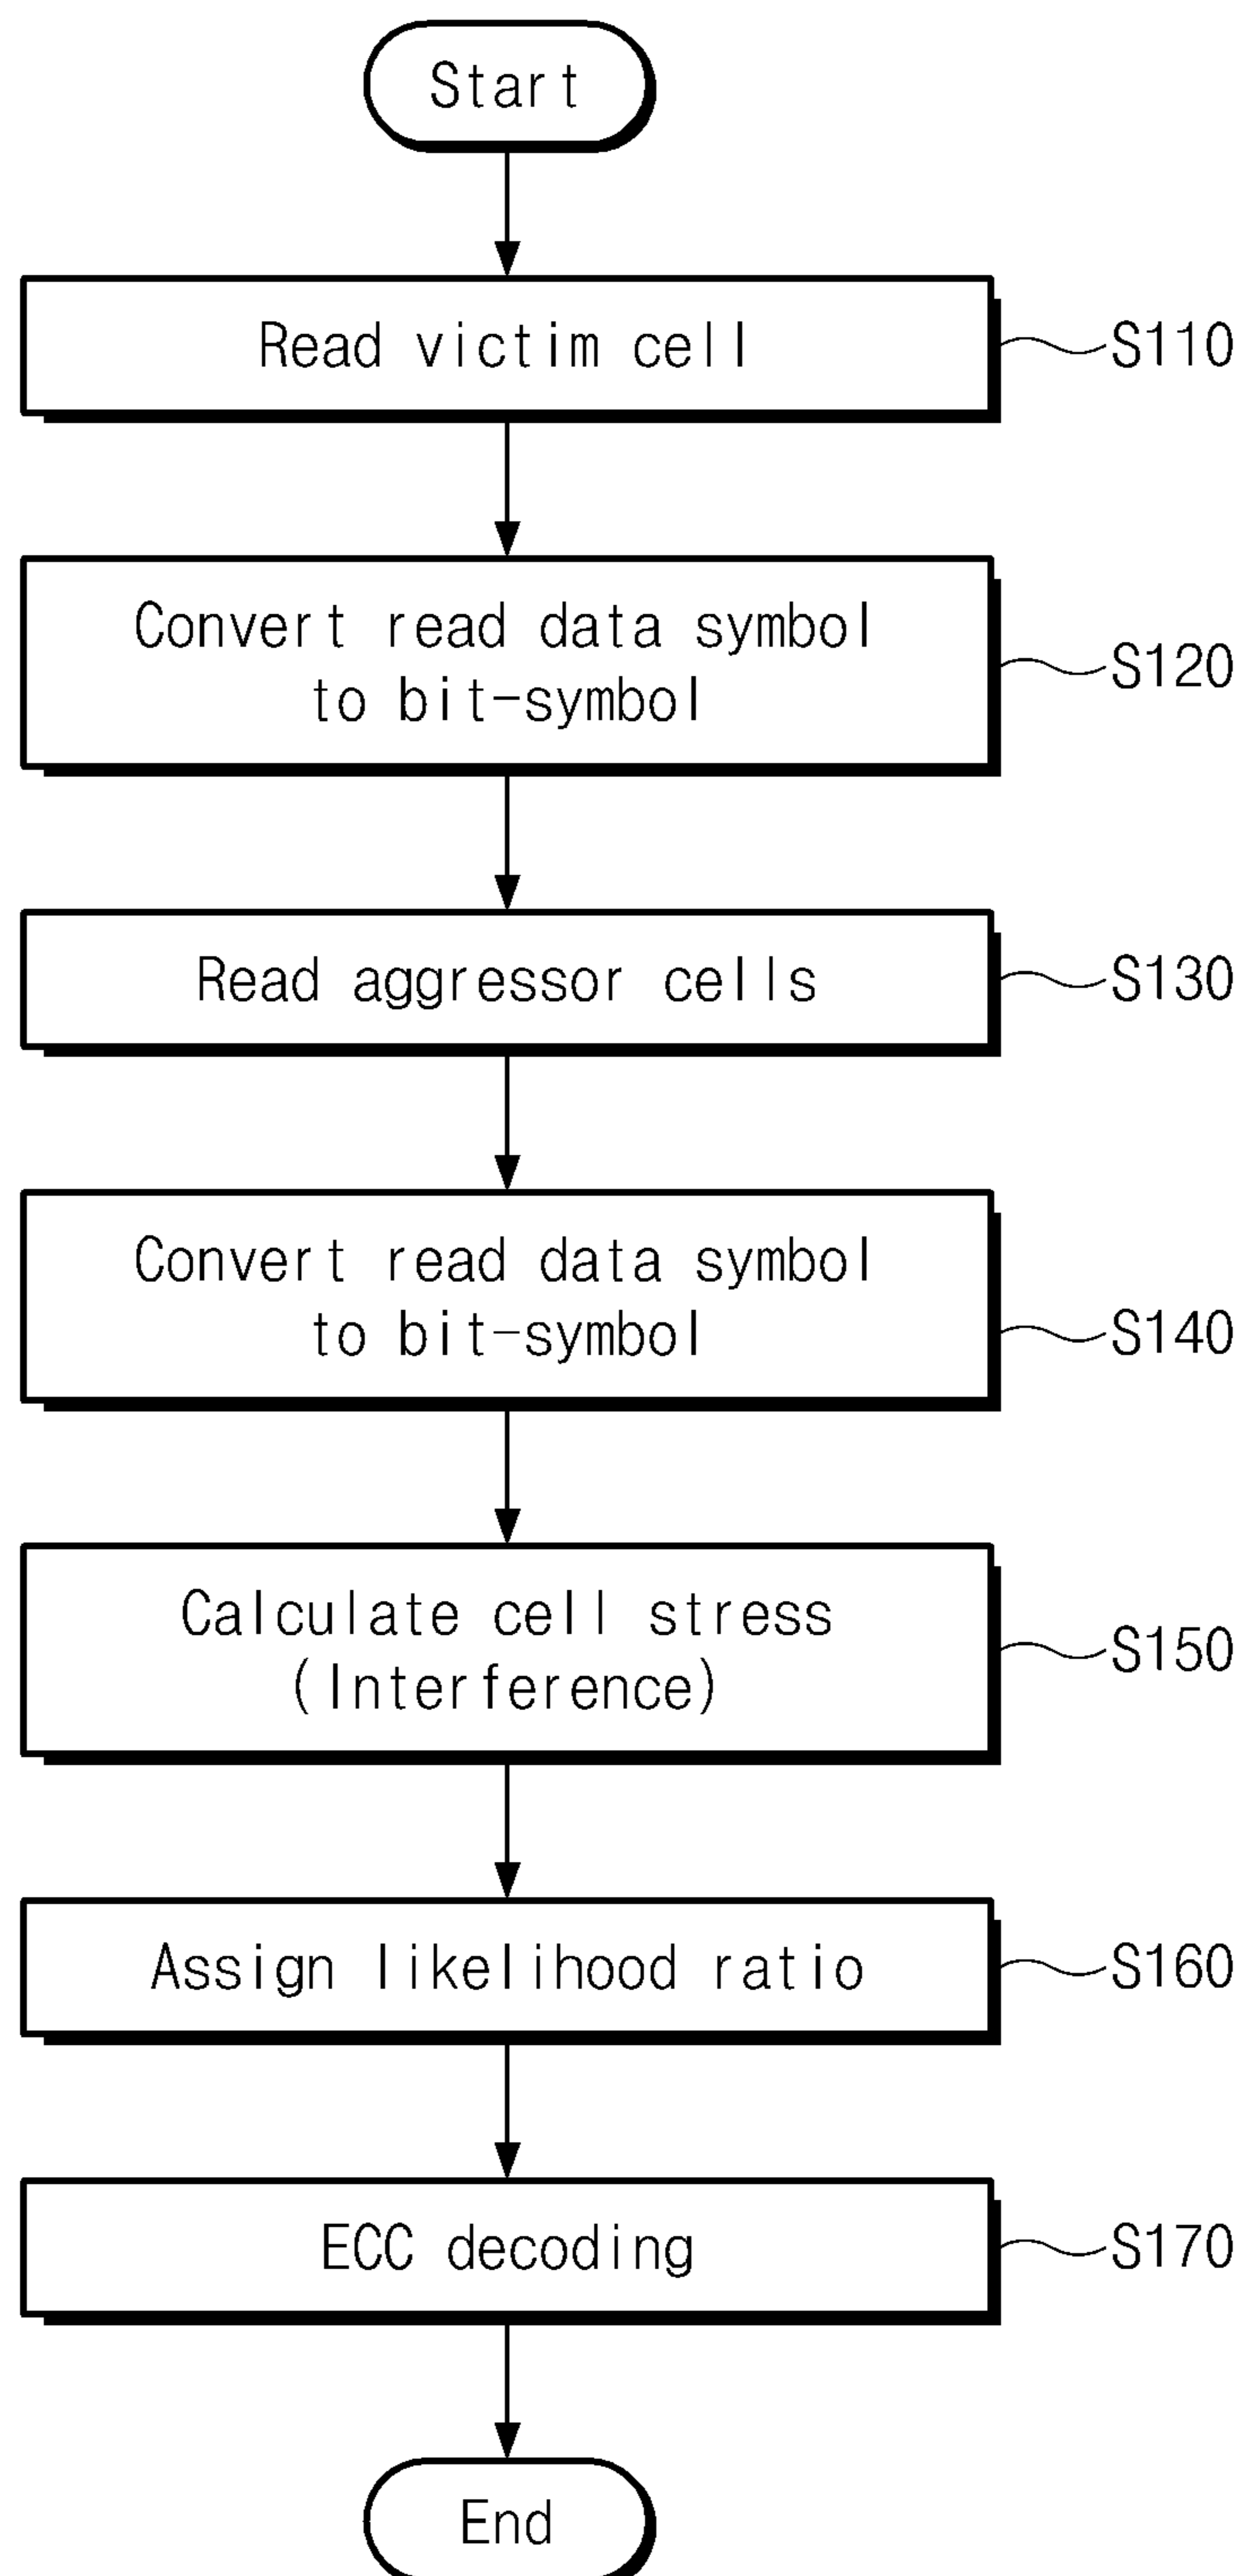 Start
Read victim cell
S110
Convert read data symbol
to bit-symbol
S120
Read aggressor cells
S130
Convert read data symbol
to bit-symbol
S140
Calculate cell stress
(Interference)
S150
Assign likelihood ratio
S160
ECC decoding
S170
End